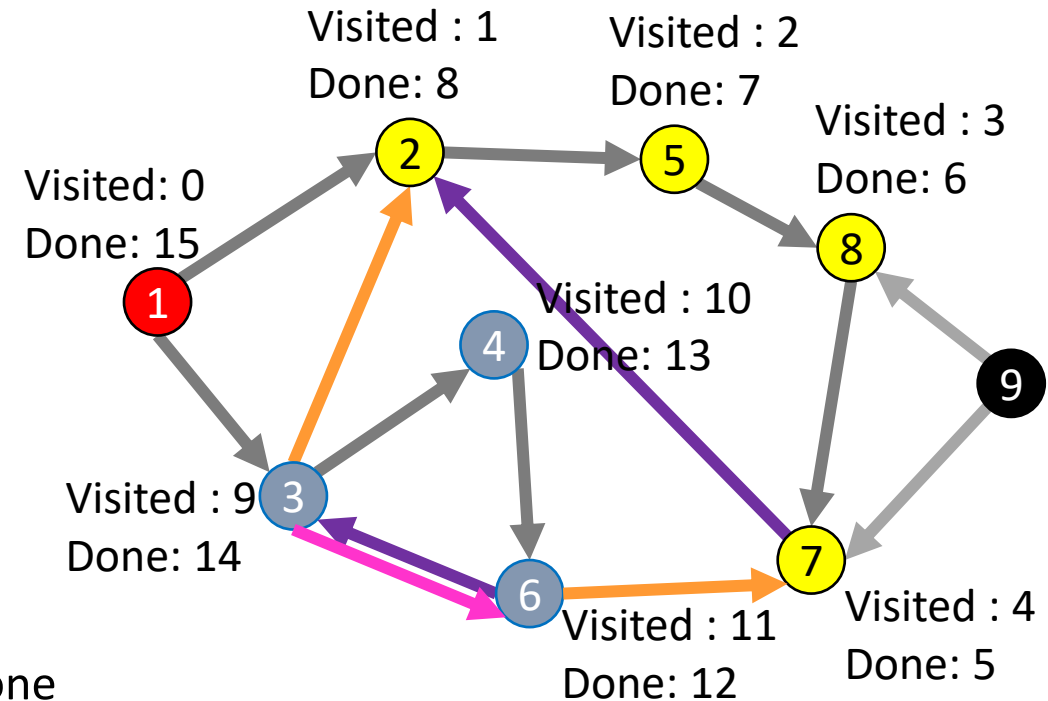 Visited : 1
Done: 8
Visited : 2
Done: 7
Visited : 3
Done: 6
2
5
Visited: 0
Done: 15
8
1
Visited : 10
Done: 13
4
9
Visited : 9
Done: 14
3
7
6
Visited : 11
Done: 12
Visited : 4
Done: 5